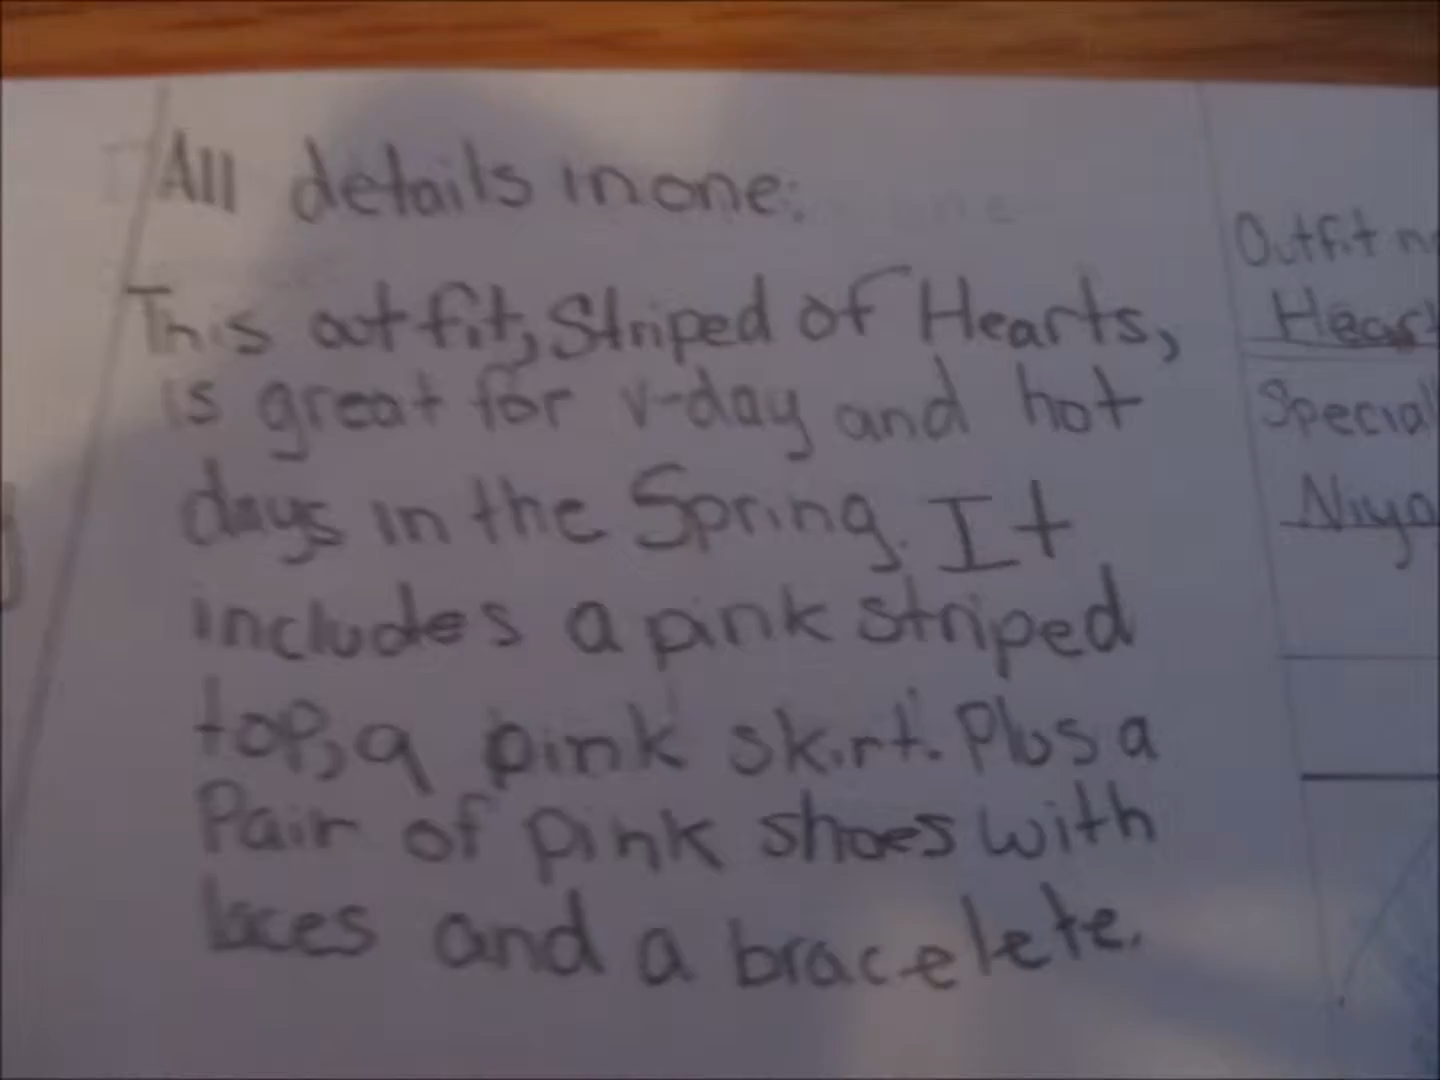 All details in one:
This outfit, Striped of Hearts,
is great for v-day and hot
days in the Spring. It
includes a pink striped
top, a pink skirt. Plus a
Pair of pink shoes with
laces and a bracelete.
Outfit
Heart
Special
Niya